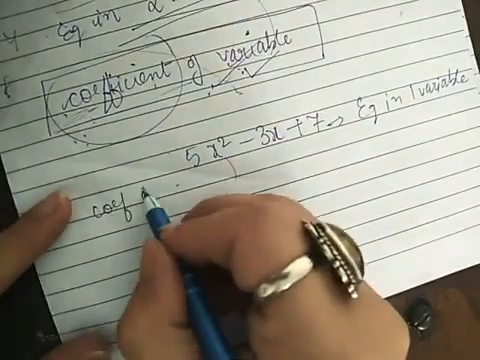 Eq in
coefficient of variable
5x² - 3x + 7 → Eq in 1 variable
coef